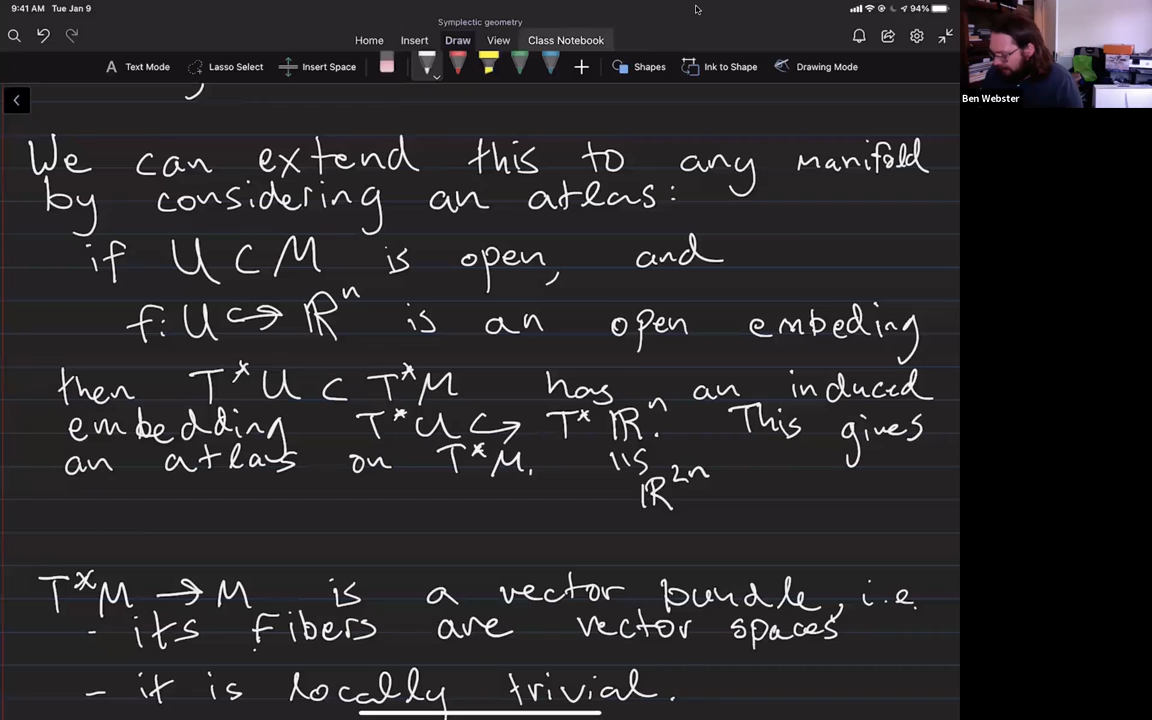 9:41 AM Tue Jan 9
94%
Symplectic geometry
Home Insert Draw View Class Notebook
Text Mode Lasso Select Insert Space Shapes Ink to Shape Drawing Mode
Ben Webster
We can extend this to any manifold
by considering an atlas:
if U ⊂ M is open, and
f: U ↪ ℝⁿ is an open embeding
then T*U ⊂ T*M has an induced
embedding T*U ↪ T*ℝⁿ. This gives
an atlas on T*M. ≅
ℝ²ⁿ
T*M → M is a vector bundle, i.e.
- its fibers are vector spaces
- it is locally trivial.